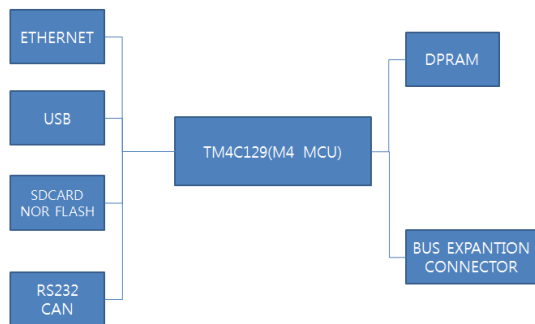 ETHERNET
USB
SDCARD
NOR FLASH
RS232
CAN
TM4C129(M4 MCU)
DPRAM
BUS EXPANTION
CONNECTOR